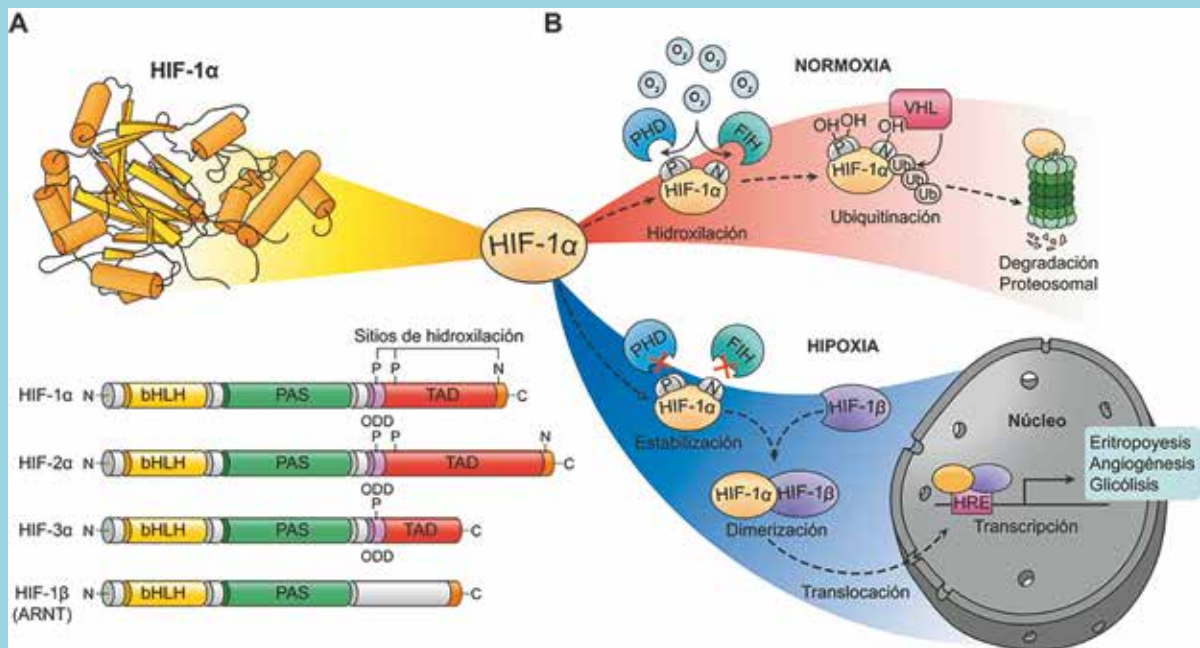 A
HIF-1α
Sitios de hidroxilación
P P N
HIF-1α N bHLH PAS TAD C
ODD
P P N
HIF-2α N bHLH PAS TAD C
ODD
P
HIF-3α N bHLH PAS TAD C
ODD
HIF-1β N bHLH PAS C
(ARNT)
HIF-1α
B
O₂ O₂ O₂ O₂ O₂
NORMOXIA
PHD FIH
P N
HIF-1α
Hidroxilación
VHL
OH OH OH
P N
HIF-1α
Ub
Ub
Ub
Ubiquitinación
Degradación
Proteosomal
HIPOXIA
PHD FIH
P N
HIF-1α
Estabilización
HIF-1β
HIF-1α HIF-1β
Dimerización
Translocación
Núcleo
HRE
Transcripción
Eritropoyesis
Angiogénesis
Glicólisis